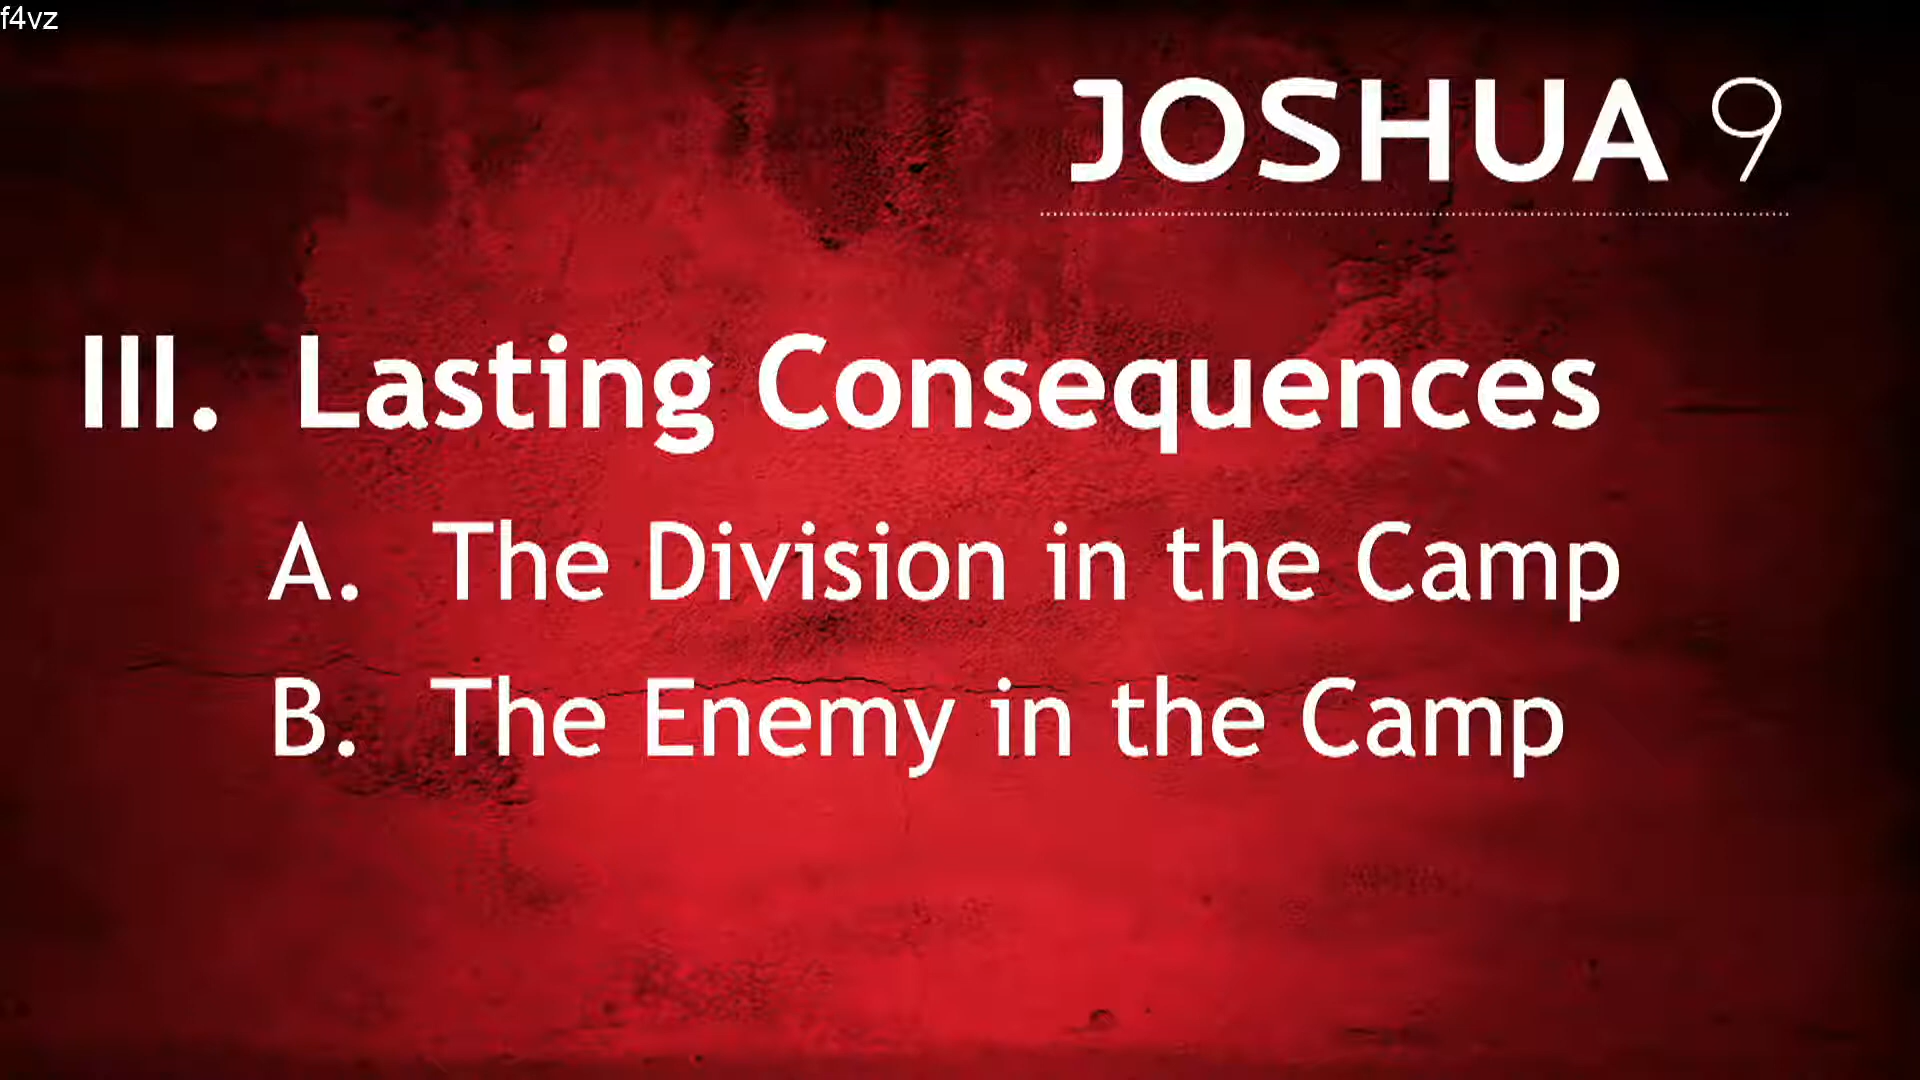 f4vz
JOSHUA 9
III. Lasting Consequences
A. The Division in the Camp
B. The Enemy in the Camp